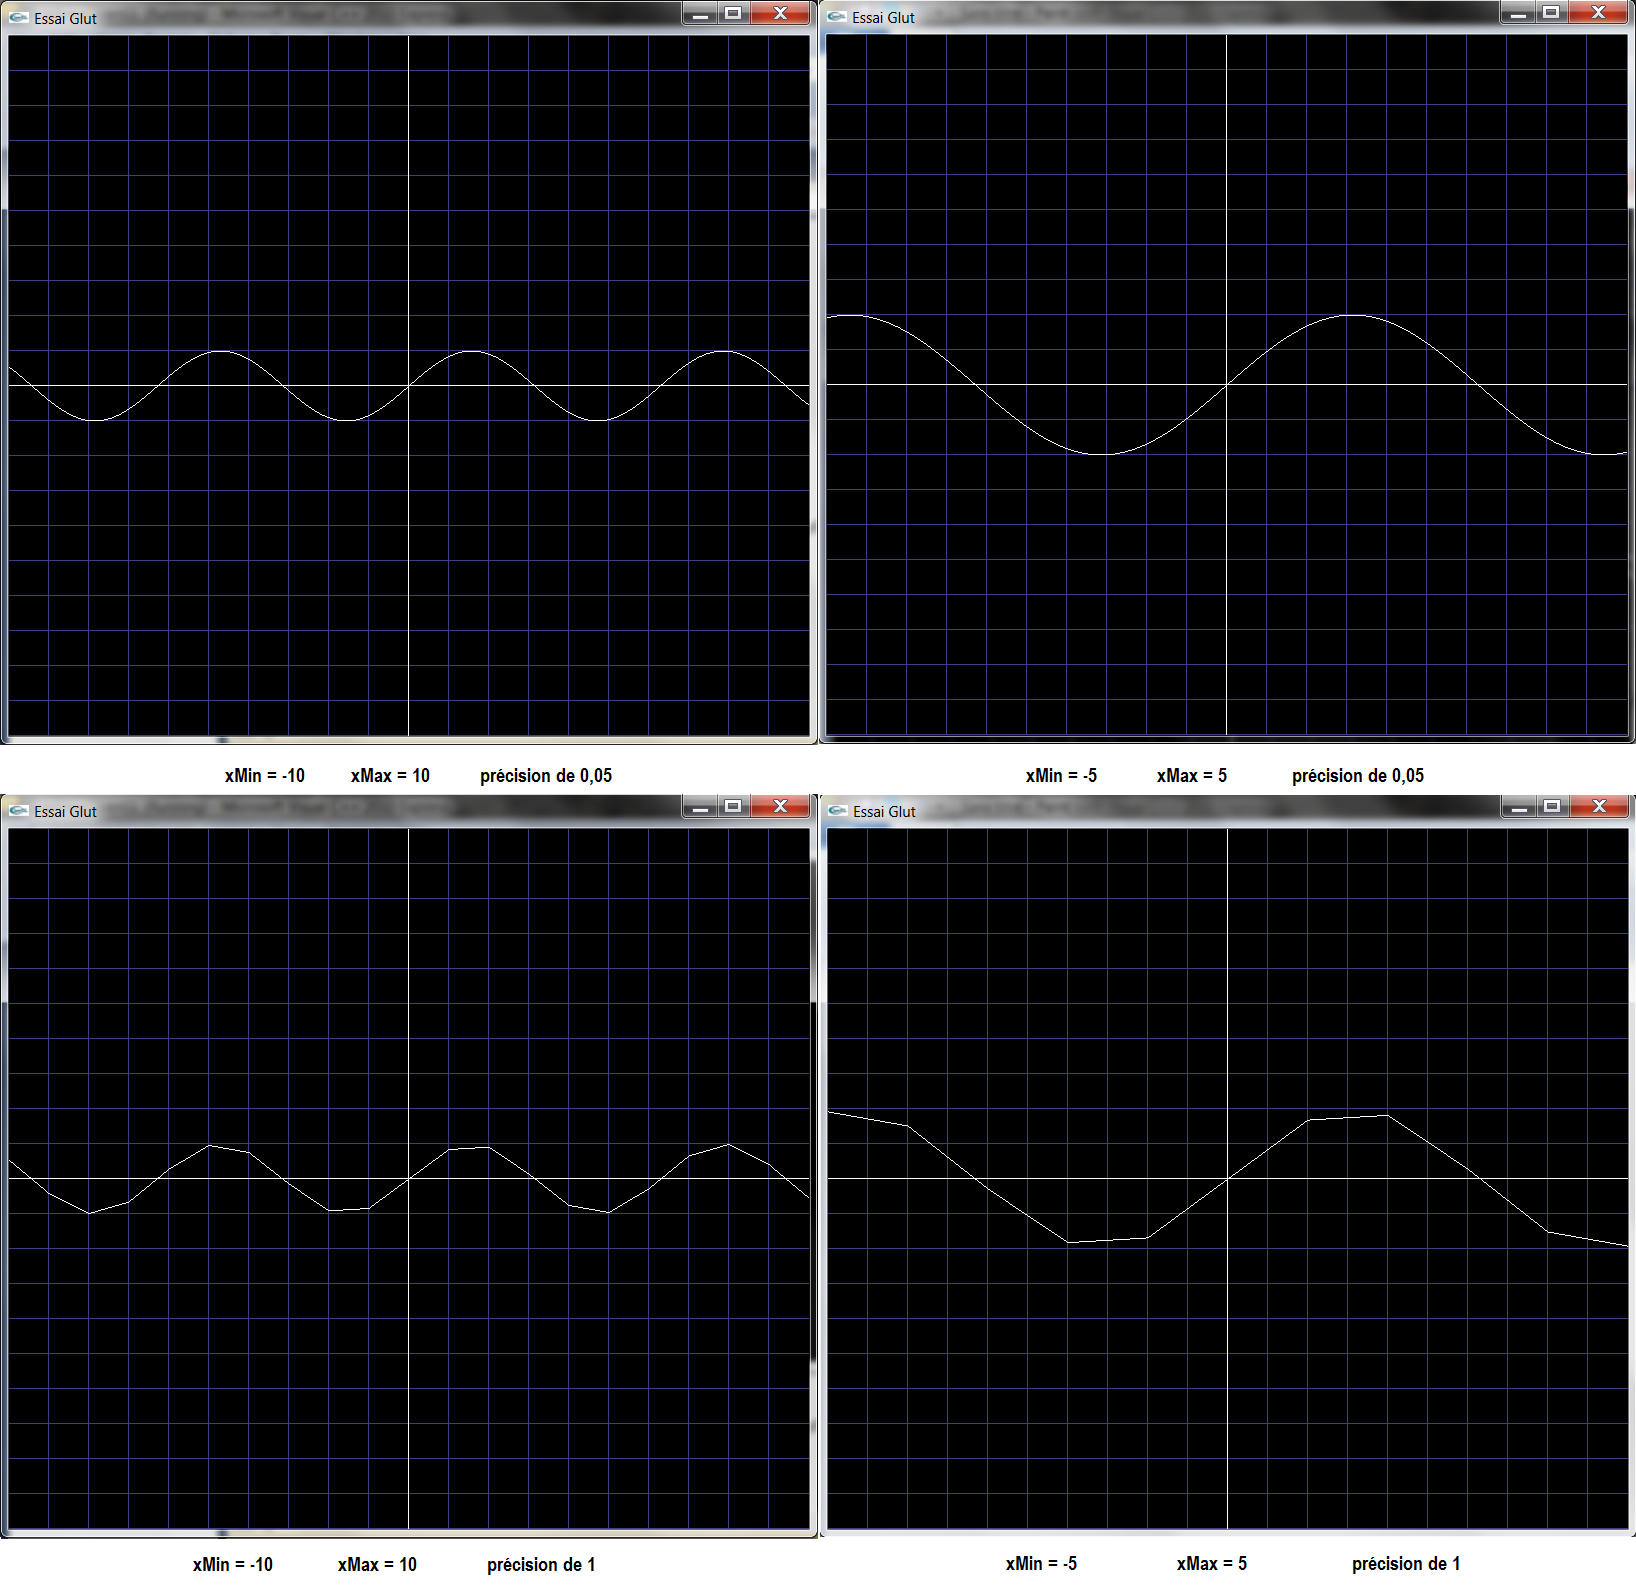 Essai Glut
Essai Glut
xMin = -10 xMax = 10 précision de 0,05
xMin = -5 xMax = 5 précision de 0,05
Essai Glut
Essai Glut
xMin = -10 xMax = 10 précision de 1
xMin = -5 xMax = 5 précision de 1